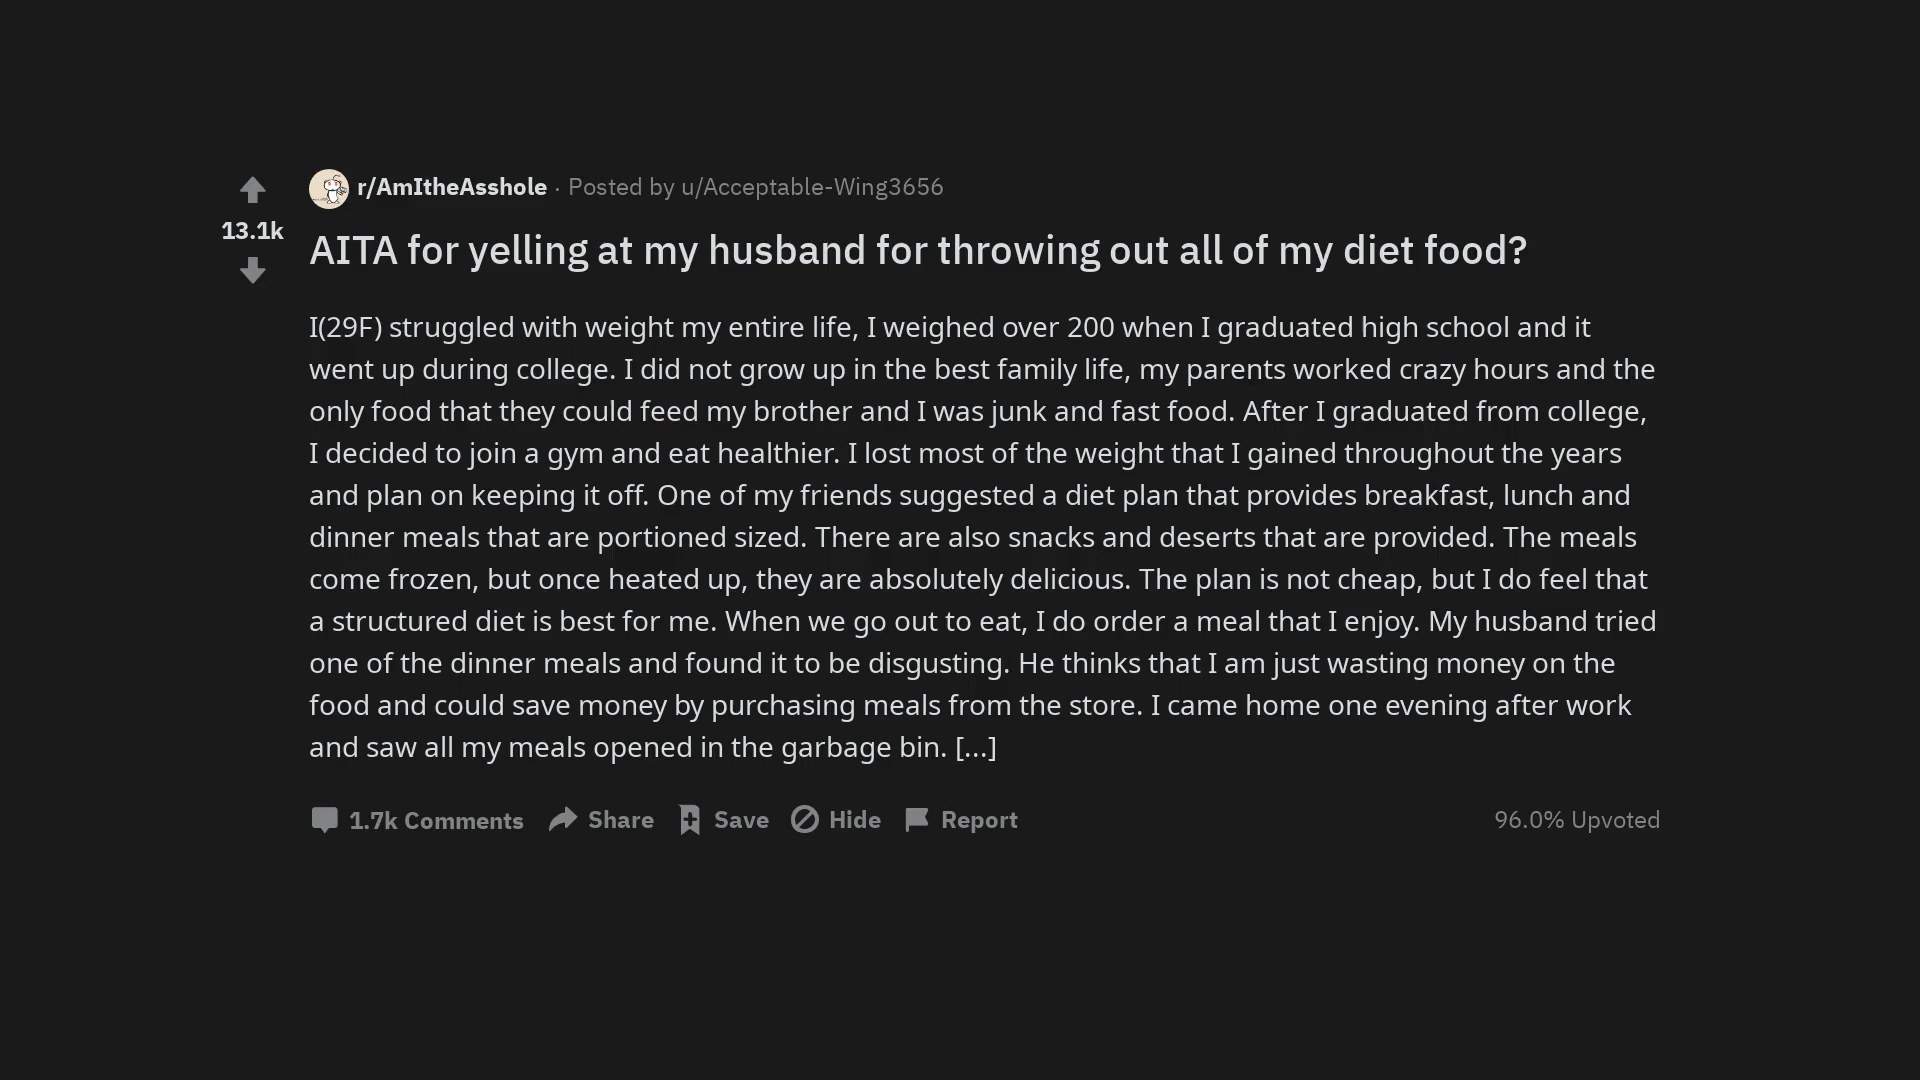 r/AmItheAsshole · Posted by u/Acceptable-Wing3656
13.1k
AITA for yelling at my husband for throwing out all of my diet food?
I(29F) struggled with weight my entire life, I weighed over 200 when I graduated high school and it
went up during college. I did not grow up in the best family life, my parents worked crazy hours and the
only food that they could feed my brother and I was junk and fast food. After I graduated from college,
I decided to join a gym and eat healthier. I lost most of the weight that I gained throughout the years
and plan on keeping it off. One of my friends suggested a diet plan that provides breakfast, lunch and
dinner meals that are portioned sized. There are also snacks and deserts that are provided. The meals
come frozen, but once heated up, they are absolutely delicious. The plan is not cheap, but I do feel that
a structured diet is best for me. When we go out to eat, I do order a meal that I enjoy. My husband tried
one of the dinner meals and found it to be disgusting. He thinks that I am just wasting money on the
food and could save money by purchasing meals from the store. I came home one evening after work
and saw all my meals opened in the garbage bin. [...]
1.7k Comments Share Save Hide Report 96.0% Upvoted